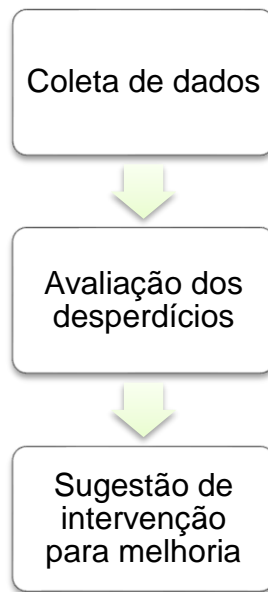 Coleta de dados
Avaliação dos
desperdícios
Sugestão de
intervenção
para melhoria